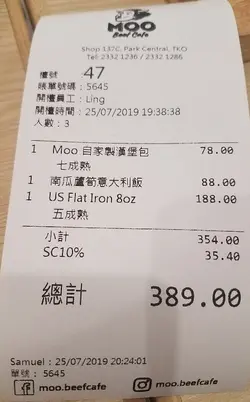 MOO
Beef Cafe
Shop 137C, Park Central, TKO
Tel: 2332 1236 / 2332 1286
檯號 47
賬單號碼 : 5645
開檯員工 : Ling
開檯時間 : 25/07/2019 19:38:38
人數 : 3
1 Moo 自家製漢堡包 78.00
七成熟
1 南瓜蘆筍意大利飯 88.00
1 US Flat Iron 8oz 188.00
五成熟
小計 354.00
SC10% 35.40
總計 389.00
Samuel : 25/07/2019 20:24:01
單號 : 5645
moo.beefcafe moo.beefcafe